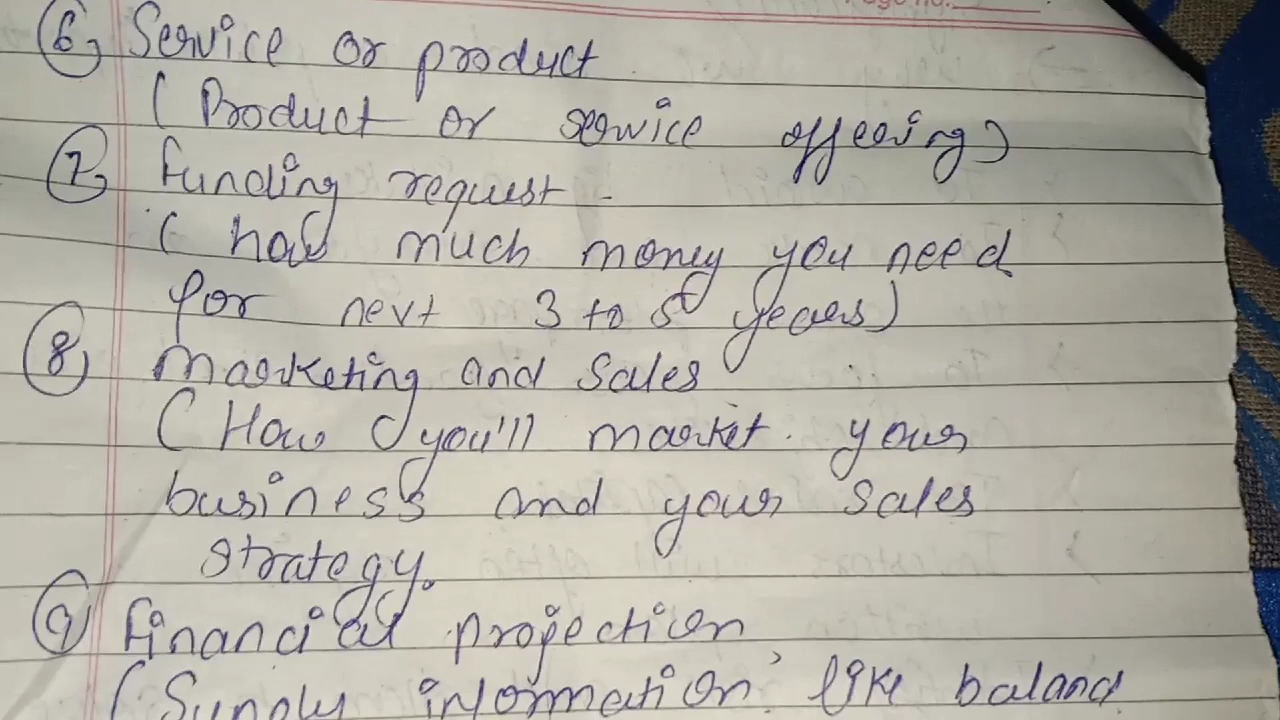 6, Service or product
( Product or service offering)
7, Funding request
( how much money you need
for next 3 to 5 years)
8, Marketing and Sales
( How you'll market your
business and your sales
strategy.
9, Financial projection
( Supply information like